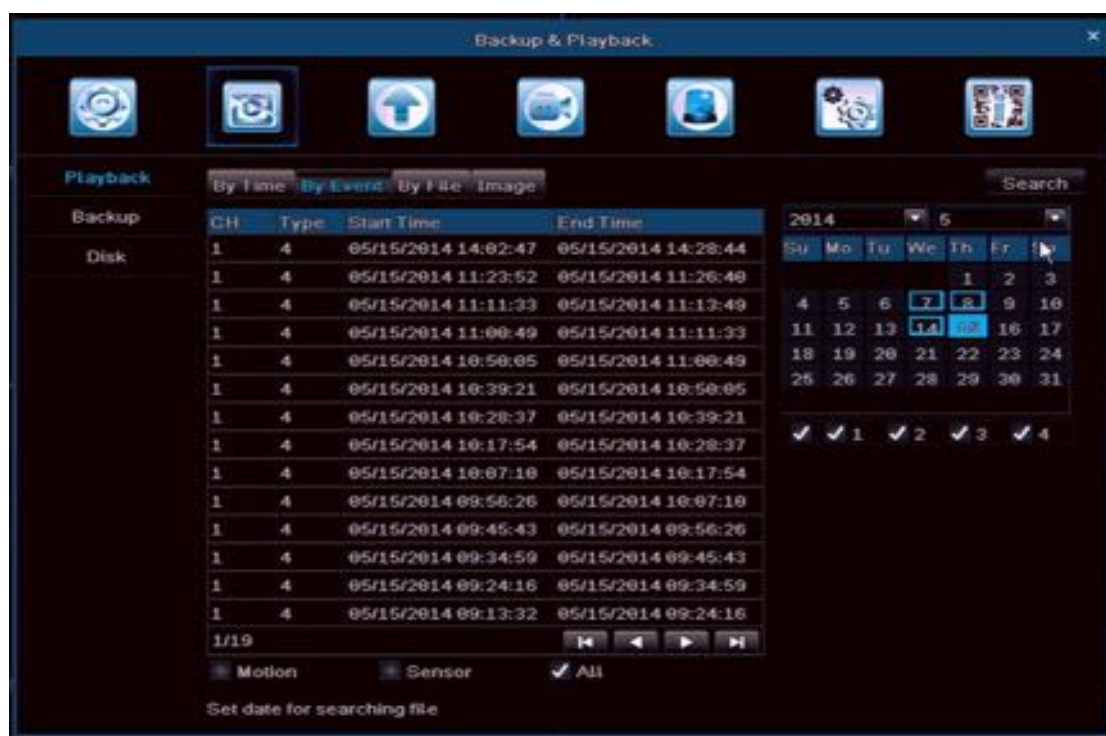 Backup & Playback
Playback
Backup
Disk
By Time By Event By File Image
Search
CH Type Start Time End Time
1 4 05/15/2014 14:02:47 05/15/2014 14:28:44
1 4 05/15/2014 11:23:52 05/15/2014 11:26:40
1 4 05/15/2014 11:11:33 05/15/2014 11:13:49
1 4 05/15/2014 11:00:49 05/15/2014 11:11:33
1 4 05/15/2014 10:50:05 05/15/2014 11:00:49
1 4 05/15/2014 10:39:21 05/15/2014 10:50:05
1 4 05/15/2014 10:28:37 05/15/2014 10:39:21
1 4 05/15/2014 10:17:54 05/15/2014 10:28:37
1 4 05/15/2014 10:07:10 05/15/2014 10:17:54
1 4 05/15/2014 09:56:26 05/15/2014 10:07:10
1 4 05/15/2014 09:45:43 05/15/2014 09:56:26
1 4 05/15/2014 09:34:59 05/15/2014 09:45:43
1 4 05/15/2014 09:24:16 05/15/2014 09:34:59
1 4 05/15/2014 09:13:32 05/15/2014 09:24:16
1/19
Motion Sensor All
Set date for searching file
2014 5
Su Mo Tu We Th Fr
1 2 3
4 5 6 7 8 9 10
11 12 13 14 16 17
18 19 20 21 22 23 24
25 26 27 28 29 30 31
1 2 3 4